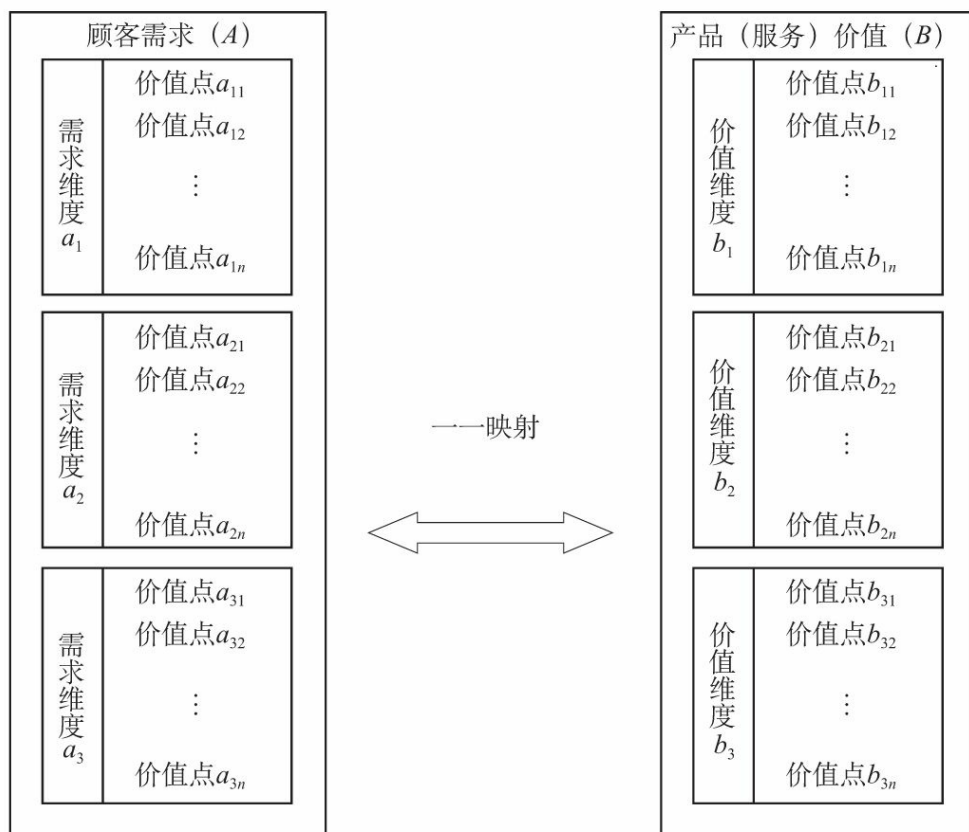 顾客需求（A）
需求维度a₁
价值点a₁₁
价值点a₁₂
⋮
价值点a₁ₙ
需求维度a₂
价值点a₂₁
价值点a₂₂
⋮
价值点a₂ₙ
需求维度a₃
价值点a₃₁
价值点a₃₂
⋮
价值点a₃ₙ
一一映射
产品（服务）价值（B）
价值维度b₁
价值点b₁₁
价值点b₁₂
⋮
价值点b₁ₙ
价值维度b₂
价值点b₂₁
价值点b₂₂
⋮
价值点b₂ₙ
价值维度b₃
价值点b₃₁
价值点b₃₂
⋮
价值点b₃ₙ